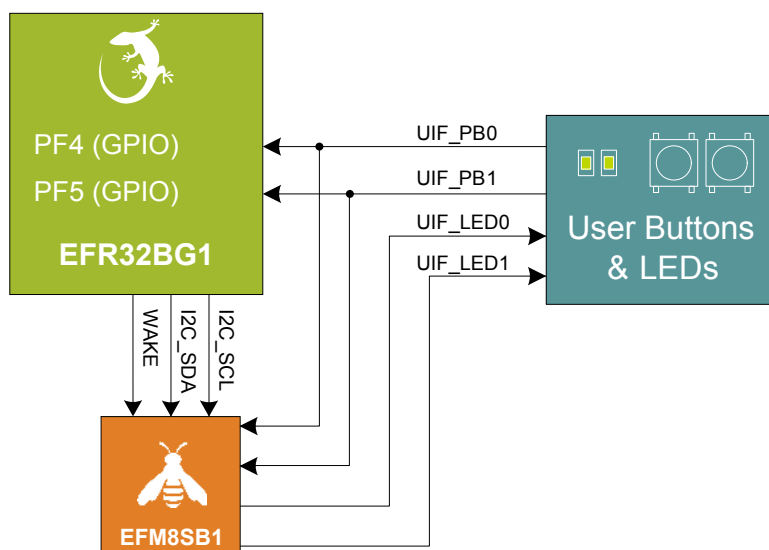 PF4 (GPIO)
PF5 (GPIO)
EFR32BG1
UIF_PB0
UIF_PB1
UIF_LED0
UIF_LED1
User Buttons
& LEDs
WAKE
I2C_SDA
I2C_SCL
EFM8SB1